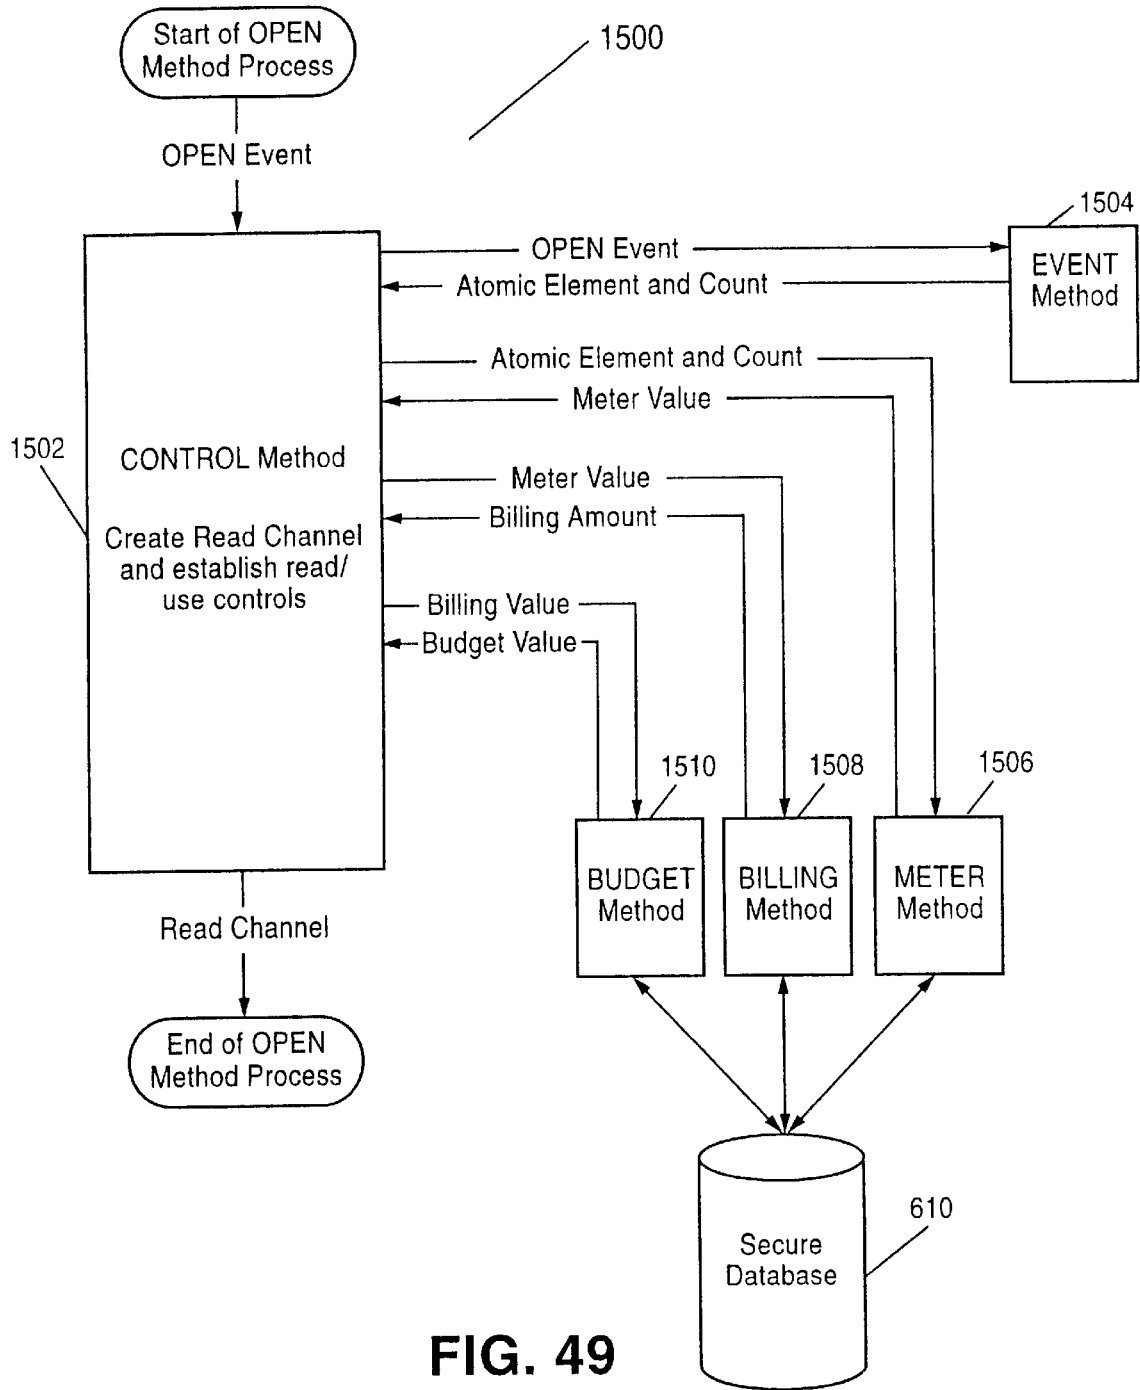 Start of OPEN
Method Process
1500
OPEN Event
1504
OPEN Event
EVENT
Method
Atomic Element and Count
Atomic Element and Count
Meter Value
1502
CONTROL Method
Create Read Channel
and establish read/
use controls
Meter Value
Billing Amount
Billing Value
Budget Value
1510
1508
1506
BUDGET
Method
BILLING
Method
METER
Method
Read Channel
End of OPEN
Method Process
610
Secure
Database
FIG. 49